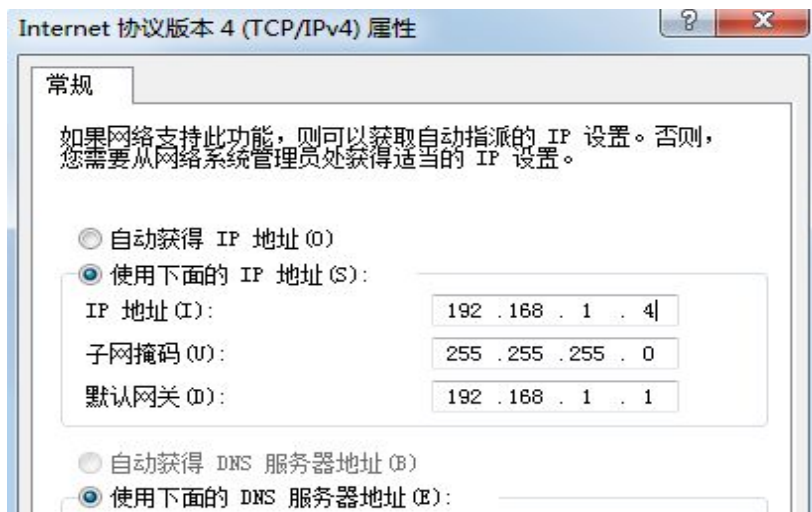 Internet 协议版本 4 (TCP/IPv4) 属性
? X
常规
如果网络支持此功能，则可以获取自动指派的 IP 设置。否则，
您需要从网络系统管理员处获得适当的 IP 设置。
自动获得 IP 地址(O)
使用下面的 IP 地址(S):
IP 地址(I): 192 .168 . 1 . 4
子网掩码(U): 255 .255 .255 . 0
默认网关(D): 192 .168 . 1 . 1
自动获得 DNS 服务器地址(B)
使用下面的 DNS 服务器地址(E):